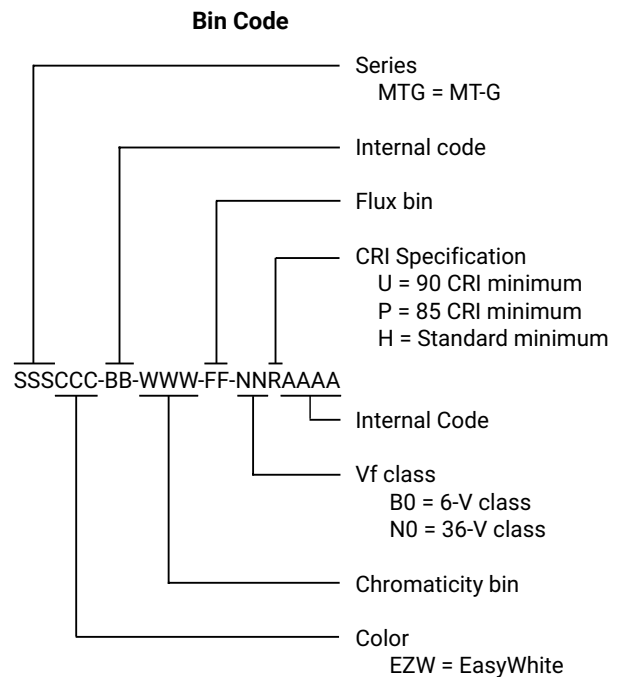 Bin Code
Series
MTG = MT-G
Internal code
Flux bin
CRI Specification
U = 90 CRI minimum
P = 85 CRI minimum
H = Standard minimum
SSSCCC-BB-WWW-FF-NNRAAAA
Internal Code
Vf class
B0 = 6-V class
N0 = 36-V class
Chromaticity bin
Color
EZW = EasyWhite